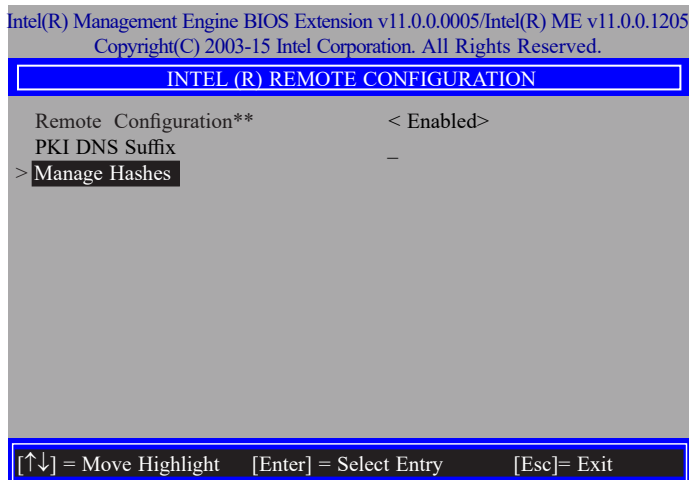 Intel(R) Management Engine BIOS Extension v11.0.0.0005/Intel(R) ME v11.0.0.1205
Copyright(C) 2003-15 Intel Corporation. All Rights Reserved.
INTEL (R) REMOTE CONFIGURATION
Remote Configuration** < Enabled>
PKI DNS Suffix _
> Manage Hashes
[↑↓] = Move Highlight [Enter] = Select Entry [Esc]= Exit